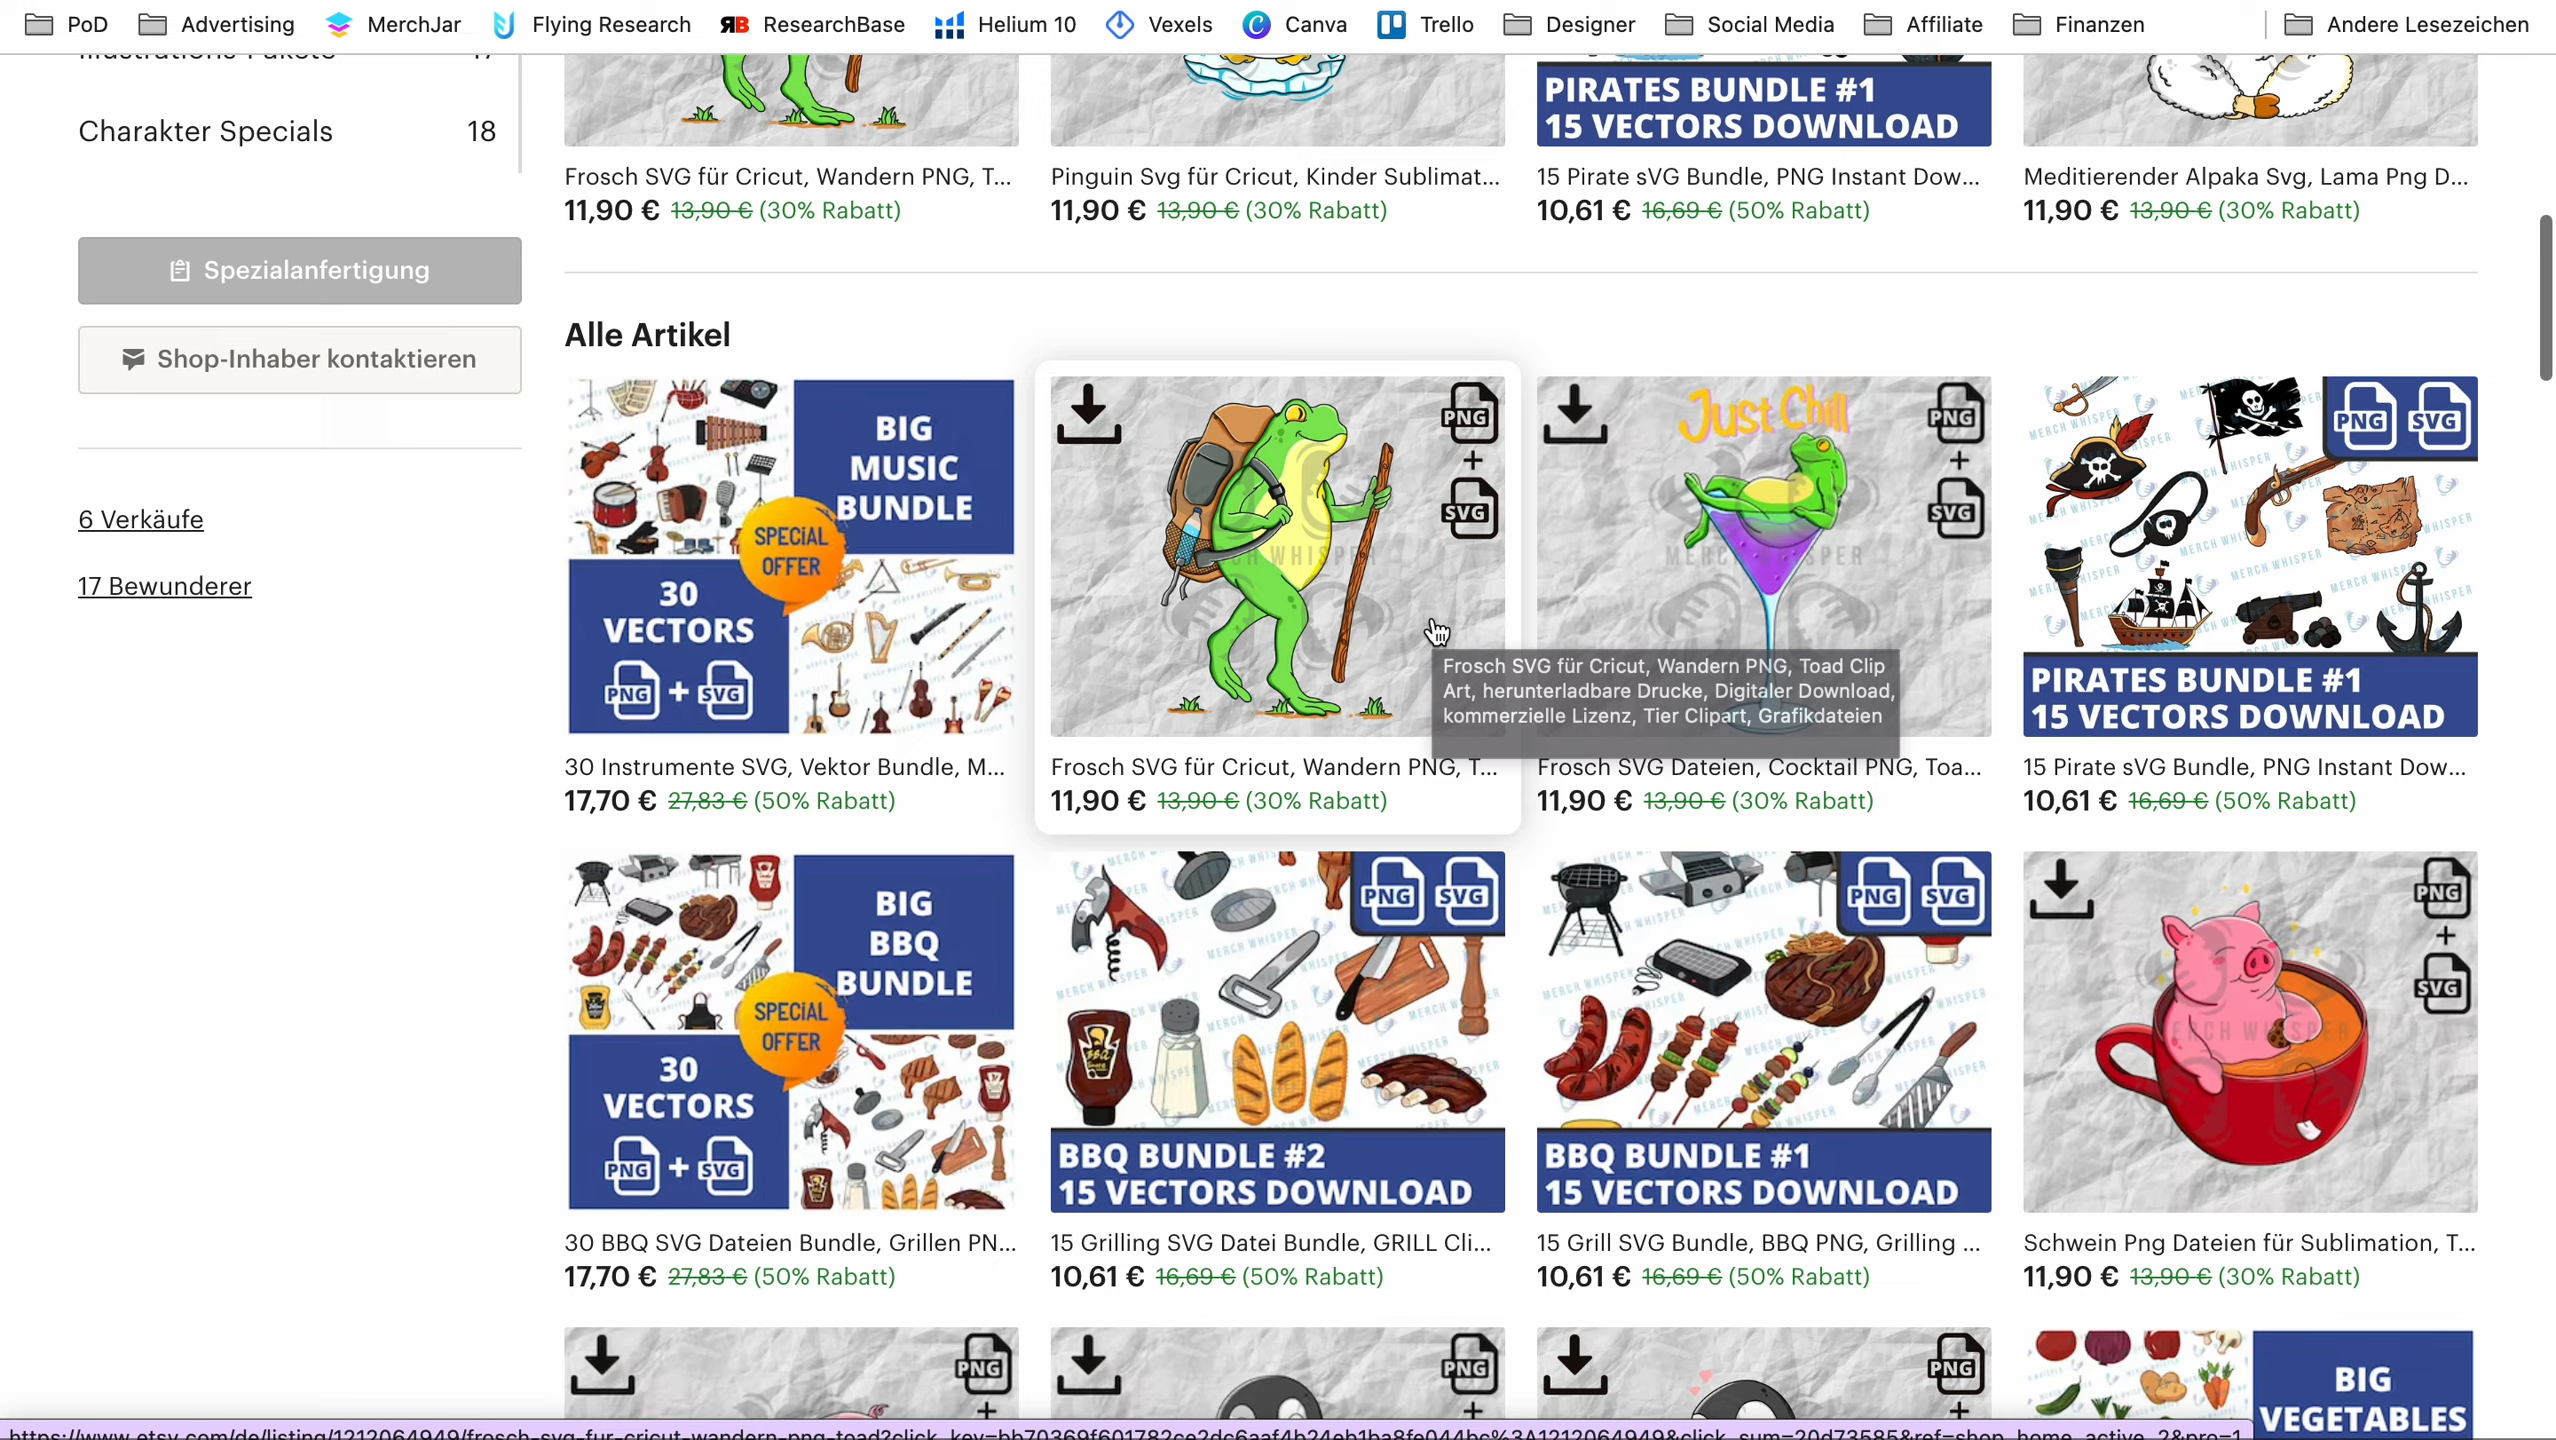 PoD Advertising MerchJar Flying Research ResearchBase Helium 10 Vexels Canva Trello Designer Social Media Affiliate Finanzen Andere Lesezeichen
Charakter Specials 18
Spezialanfertigung
Shop-Inhaber kontaktieren
6 Verkäufe
17 Bewunderer
PIRATES BUNDLE #1
15 VECTORS DOWNLOAD
Frosch SVG für Cricut, Wandern PNG, T...
11,90 € 13,90 € (30% Rabatt)
Pinguin Svg für Cricut, Kinder Sublimat...
11,90 € 13,90 € (30% Rabatt)
15 Pirate sVG Bundle, PNG Instant Dow...
10,61 € 16,69 € (50% Rabatt)
Meditierender Alpaka Svg, Lama Png D...
11,90 € 13,90 € (30% Rabatt)
Alle Artikel
BIG
MUSIC
BUNDLE
SPECiAL
OFFER
30
VECTORS
PNG + SVG
30 Instrumente SVG, Vektor Bundle, M...
17,70 € 27,83 € (50% Rabatt)
PNG
+
SVG
Frosch SVG für Cricut, Wandern PNG, Toad Clip
Art, herunterladbare Drucke, Digitaler Download,
kommerzielle Lizenz, Tier Clipart, Grafikdateien
Frosch SVG für Cricut, Wandern PNG, T...
11,90 € 13,90 € (30% Rabatt)
Just Chill
PNG
+
SVG
MERCH WHISPER
Frosch SVG Dateien, Cocktail PNG, Toa...
11,90 € 13,90 € (30% Rabatt)
PNG SVG
MERCH WHISPER
PIRATES BUNDLE #1
15 VECTORS DOWNLOAD
15 Pirate sVG Bundle, PNG Instant Dow...
10,61 € 16,69 € (50% Rabatt)
BIG
BBQ
BUNDLE
SPECiAL
OFFER
30
VECTORS
PNG + SVG
30 BBQ SVG Dateien Bundle, Grillen PN...
17,70 € 27,83 € (50% Rabatt)
PNG SVG
MERCH WHISPER
BBQ BUNDLE #2
15 VECTORS DOWNLOAD
15 Grilling SVG Datei Bundle, GRILL Cli...
10,61 € 16,69 € (50% Rabatt)
PNG SVG
MERCH WHISPER
BBQ BUNDLE #1
15 VECTORS DOWNLOAD
15 Grill SVG Bundle, BBQ PNG, Grilling ...
10,61 € 16,69 € (50% Rabatt)
PNG
+
SVG
Schwein Png Dateien für Sublimation, T...
11,90 € 13,90 € (30% Rabatt)
PNG
+
PNG
+
PNG
+
BIG
VEGETABLES